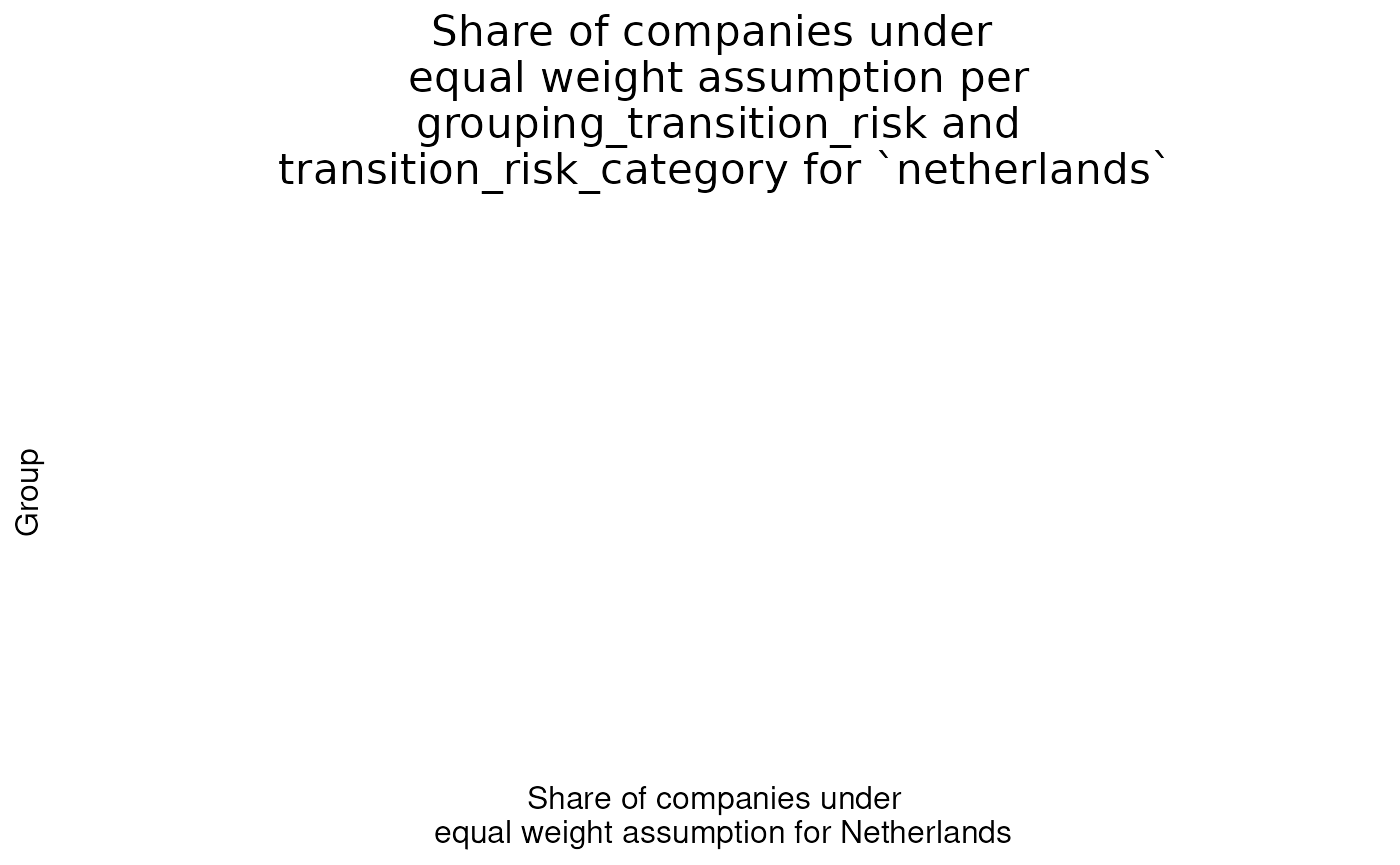 Share of companies under
equal weight assumption per
grouping_transition_risk and
transition_risk_category for `netherlands`
Group
Share of companies under
equal weight assumption for Netherlands